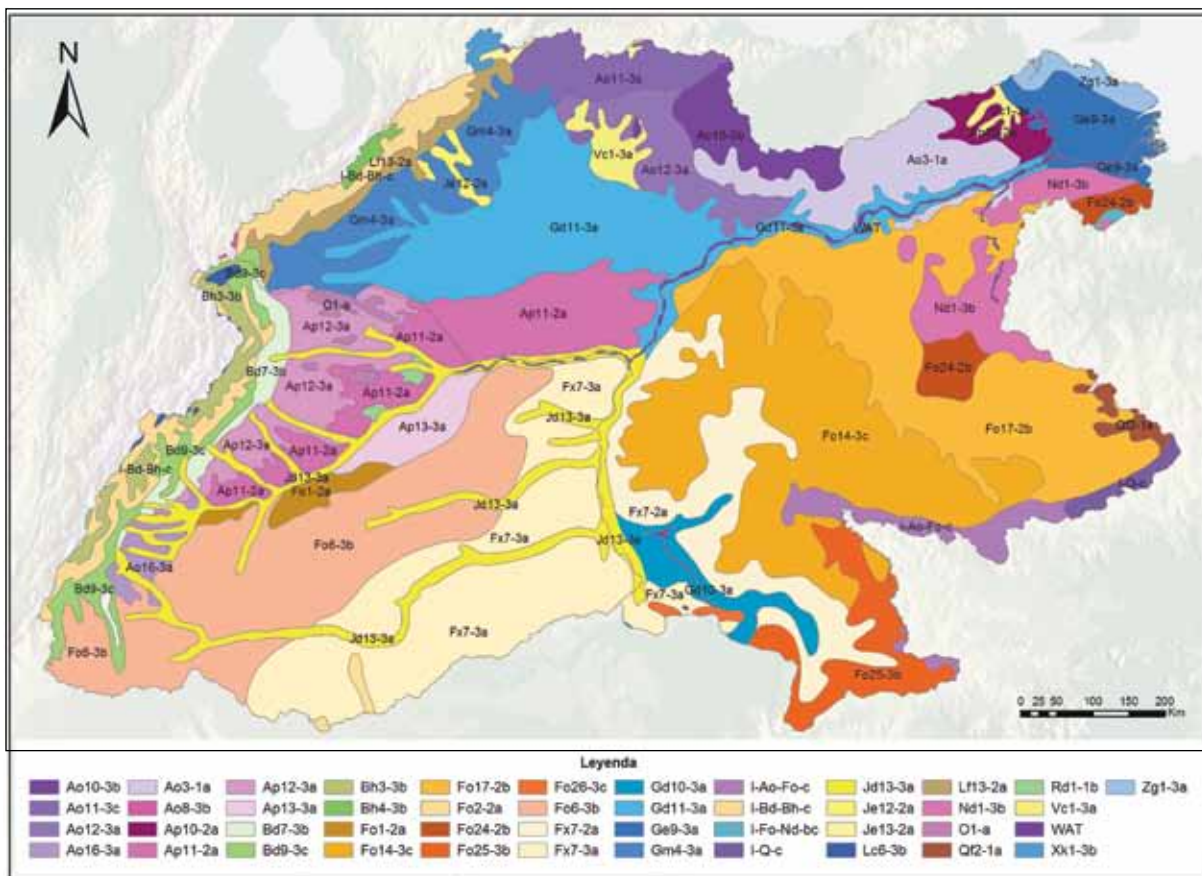 N
Ao11-3c
Zg1-3a
Gm4-3a
Ao10-3b
Ge9-3a
Lf13-2a
Vc1-3a
Ao3-1a
I-Bd-Bh-c
Je12-2a
Ao12-3a
Ge9-3a
Nd1-3b
Fo24-2b
Gm4-3a
Gd11-3a
Gd11-3a
WAT
Bd9-3c
Bh3-3b
O1-a
Ap12-3a
Ap11-2a
Ap11-2a
Nd1-3b
Bd7-3b
Fo24-2b
Ap12-3a
Ap11-2a
Fx7-3a
Jd13-3a
Ap13-3a
Fo14-3c
Fo17-2b
Ap12-3a
Bd9-3c
Ap11-2a
I-Bd-Bh-c
Jd13-3a
Ap11-2a
Fo1-2a
Jd13-3a
I-Q-c
Fx7-2a
I-Ao-Fo-c
Fx7-3a
Fo6-3b
Jd13-3a
Ao16-3a
Bd9-3c
Fx7-3a
Gd10-3a
Fx7-3a
Jd13-3a
Fo6-3b
Fo25-3b
0 25 50 100 150 200
Km
Leyenda
Ao10-3b Ao3-1a Ap12-3a Bh3-3b Fo17-2b Fo26-3c Gd10-3a I-Ao-Fo-c Jd13-3a Lf13-2a Rd1-1b Zg1-3a
Ao11-3c Ao8-3b Ap13-3a Bh4-3b Fo2-2a Fo6-3b Gd11-3a I-Bd-Bh-c Je12-2a Nd1-3b Vc1-3a
Ao12-3a Ap10-2a Bd7-3b Fo1-2a Fo24-2b Fx7-2a Ge9-3a I-Fo-Nd-bc Je13-2a O1-a WAT
Ao16-3a Ap11-2a Bd9-3c Fo14-3c Fo25-3b Fx7-3a Gm4-3a I-Q-c Lc6-3b Qf2-1a Xk1-3b